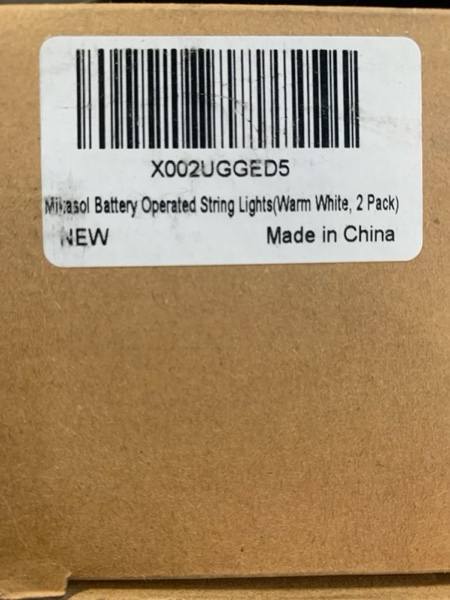 X002UGGED5
Battery Operated String Lights(Warm White, 2 Pack)
NEW
Made in China